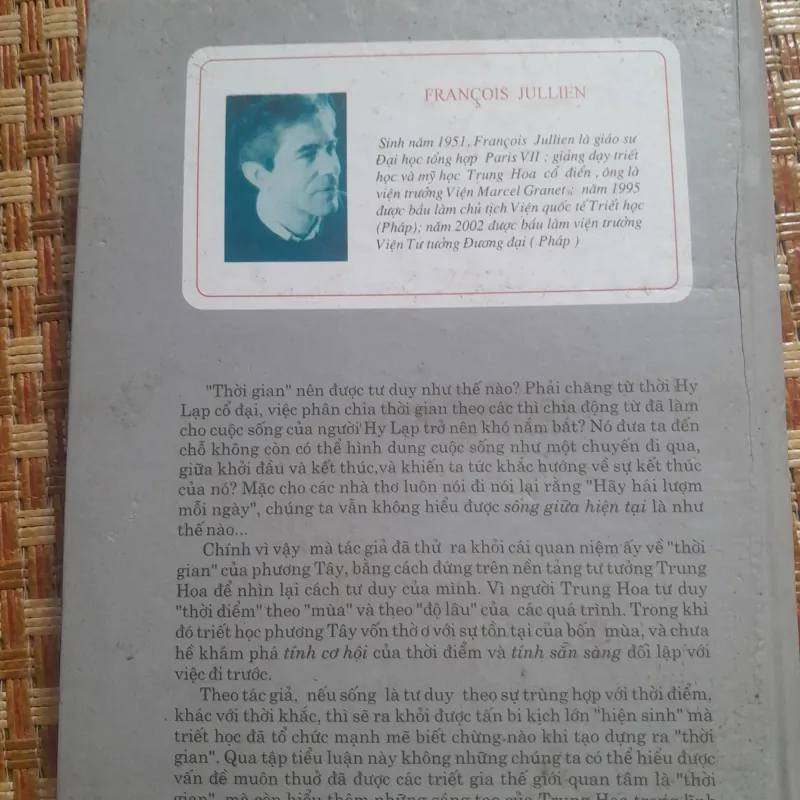 FRANÇOIS JULLIEN
Sinh năm 1951, François Jullien là giáo sư
Đại học tổng hợp Paris VII ; giảng dạy triết
học và mỹ học Trung Hoa cổ điển , ông là
viện trưởng Viện Marcel Granet ; năm 1995
được bầu làm chủ tịch Viện quốc tế Triết học
(Pháp); năm 2002 được bầu làm viện trưởng
Viện Tư tưởng Đương đại ( Pháp )
"Thời gian" nên được tư duy như thế nào? Phải chăng từ thời Hy
Lạp cổ đại, việc phân chia thời gian theo các thì chia động từ đã làm
cho cuộc sống của người Hy Lạp trở nên khó nắm bắt? Nó đưa ta đến
chỗ không còn có thể hình dung cuộc sống như một chuyến đi qua,
giữa khởi đầu và kết thúc,và khiến ta tức khắc hướng về sự kết thúc
của nó? Mặc cho các nhà thơ luôn nói đi nói lại rằng "Hãy hái lượm
mỗi ngày", chúng ta vẫn không hiểu được sống giữa hiện tại là như
thế nào...
Chính vì vậy mà tác giả đã thử ra khỏi cái quan niệm ấy về "thời
gian" của phương Tây, bằng cách đứng trên nền tảng tư tưởng Trung
Hoa để nhìn lại cách tư duy của mình. Vì người Trung Hoa tư duy
"thời điểm" theo "mùa" và theo "độ lâu" của các quá trình. Trong khi
đó triết học phương Tây vốn thờ ơ với sự tồn tại của bốn mùa, và chưa
hề khám phá tính cơ hội của thời điểm và tính sẵn sàng đối lập với
việc đi trước.
Theo tác giả, nếu sống là tư duy theo sự trùng hợp với thời điểm,
khác với thời khắc, thì sẽ ra khỏi được tấn bi kịch lớn "hiện sinh" mà
triết học đã tổ chức mạnh mẽ biết chừng nào khi tạo dựng ra "thời
gian". Qua tập tiểu luận này không những chúng ta có thể hiểu được
vấn đề muôn thuở đã được các triết gia thế giới quan tâm là "thời
gian" mà còn hiểu thêm những sáng tạo của Trung Hoa trước lĩnh